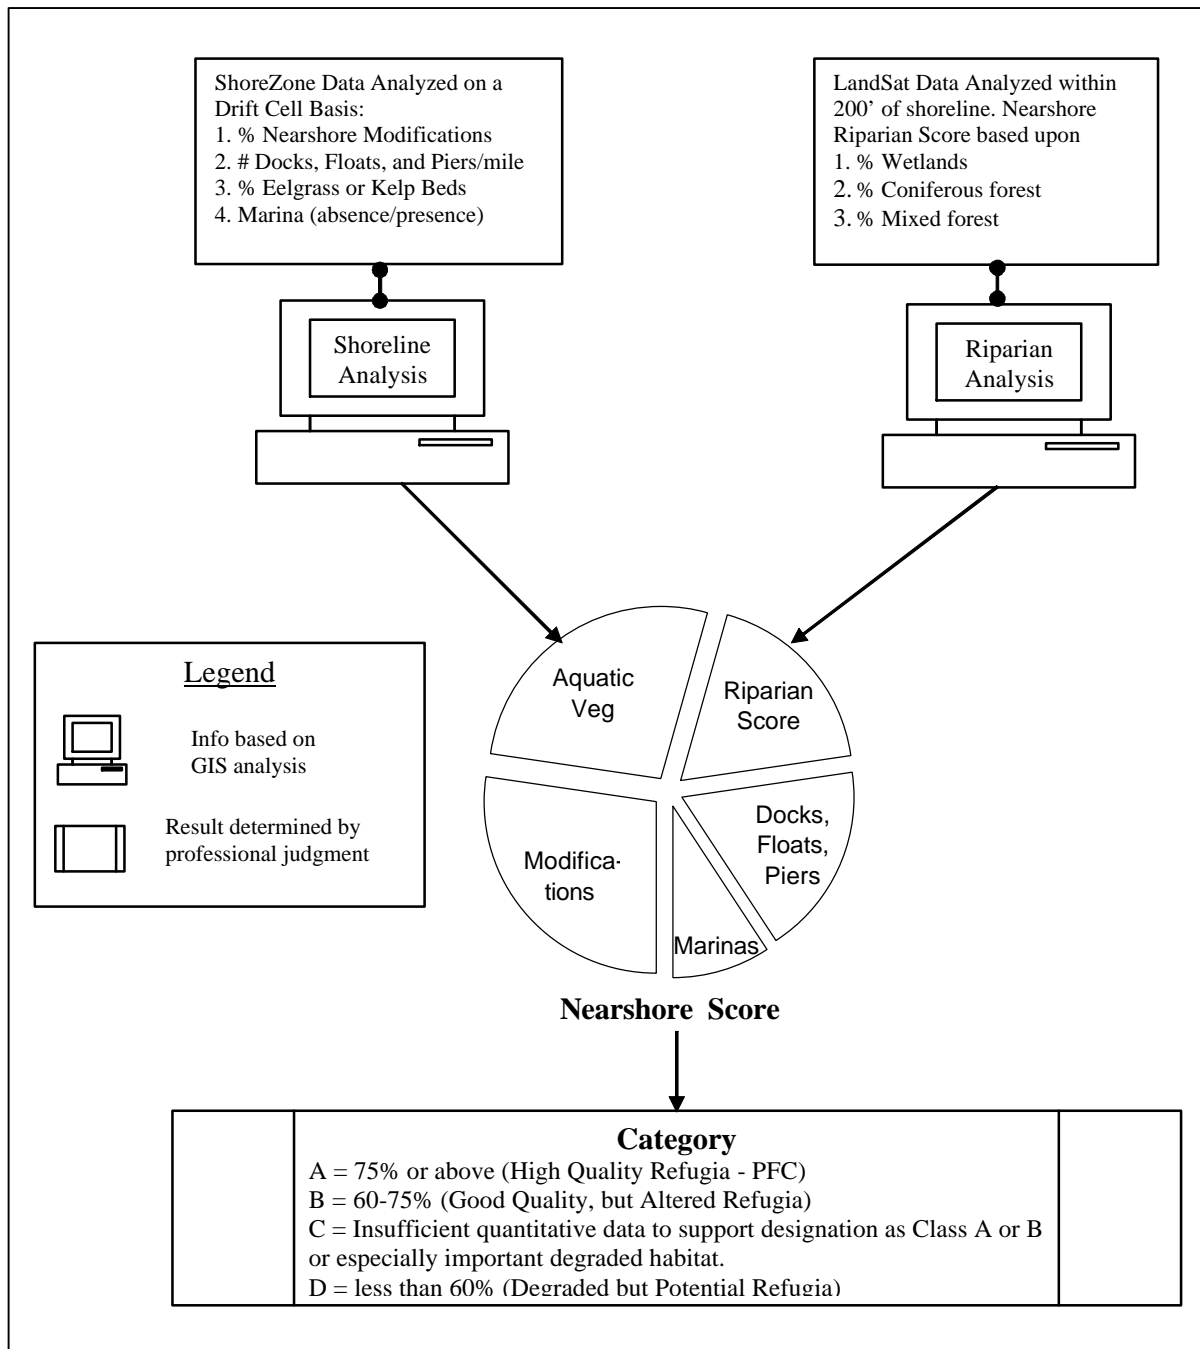 ShoreZone Data Analyzed on a
Drift Cell Basis:
1. % Nearshore Modifications
2. # Docks, Floats, and Piers/mile
3. % Eelgrass or Kelp Beds
4. Marina (absence/presence)
LandSat Data Analyzed within
200’ of shoreline. Nearshore
Riparian Score based upon
1. % Wetlands
2. % Coniferous forest
3. % Mixed forest
Shoreline
Analysis
Riparian
Analysis
Aquatic
Veg
Riparian
Score
Docks,
Floats,
Piers
Modifica-
tions
Marinas
Legend
Info based on
GIS analysis
Result determined by
professional judgment
Nearshore Score
Category
A = 75% or above (High Quality Refugia - PFC)
B = 60-75% (Good Quality, but Altered Refugia)
C = Insufficient quantitative data to support designation as Class A or B
or especially important degraded habitat.
D = less than 60% (Degraded but Potential Refugia)